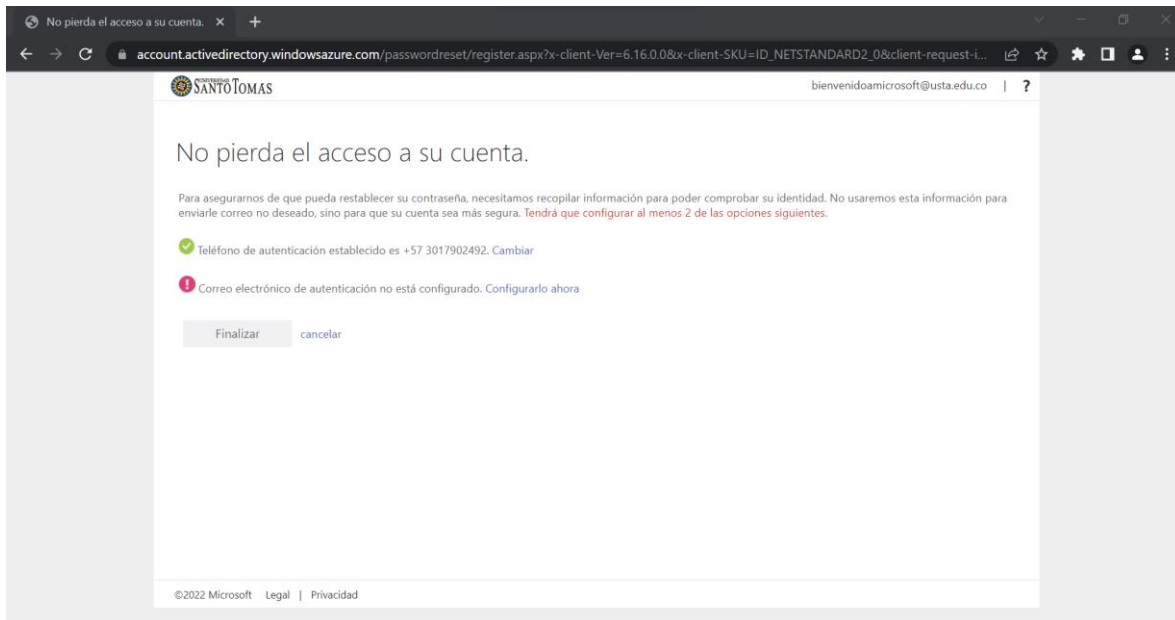 No pierda el acceso a su cuenta.
account.activedirectory.windowsazure.com/passwordreset/register.aspx?x-client-Ver=6.16.0.0&x-client-SKU=ID_NETSTANDARD2_0&client-request-i...
UNIVERSIDAD
SANTO TOMAS
bienvenidoamicrosoft@usta.edu.co | ?
No pierda el acceso a su cuenta.
Para asegurarnos de que pueda restablecer su contraseña, necesitamos recopilar información para poder comprobar su identidad. No usaremos esta información para
enviarle correo no deseado, sino para que su cuenta sea más segura. Tendrá que configurar al menos 2 de las opciones siguientes.
Teléfono de autenticación establecido es +57 3017902492. Cambiar
Correo electrónico de autenticación no está configurado. Configurarlo ahora
Finalizar cancelar
©2022 Microsoft Legal | Privacidad